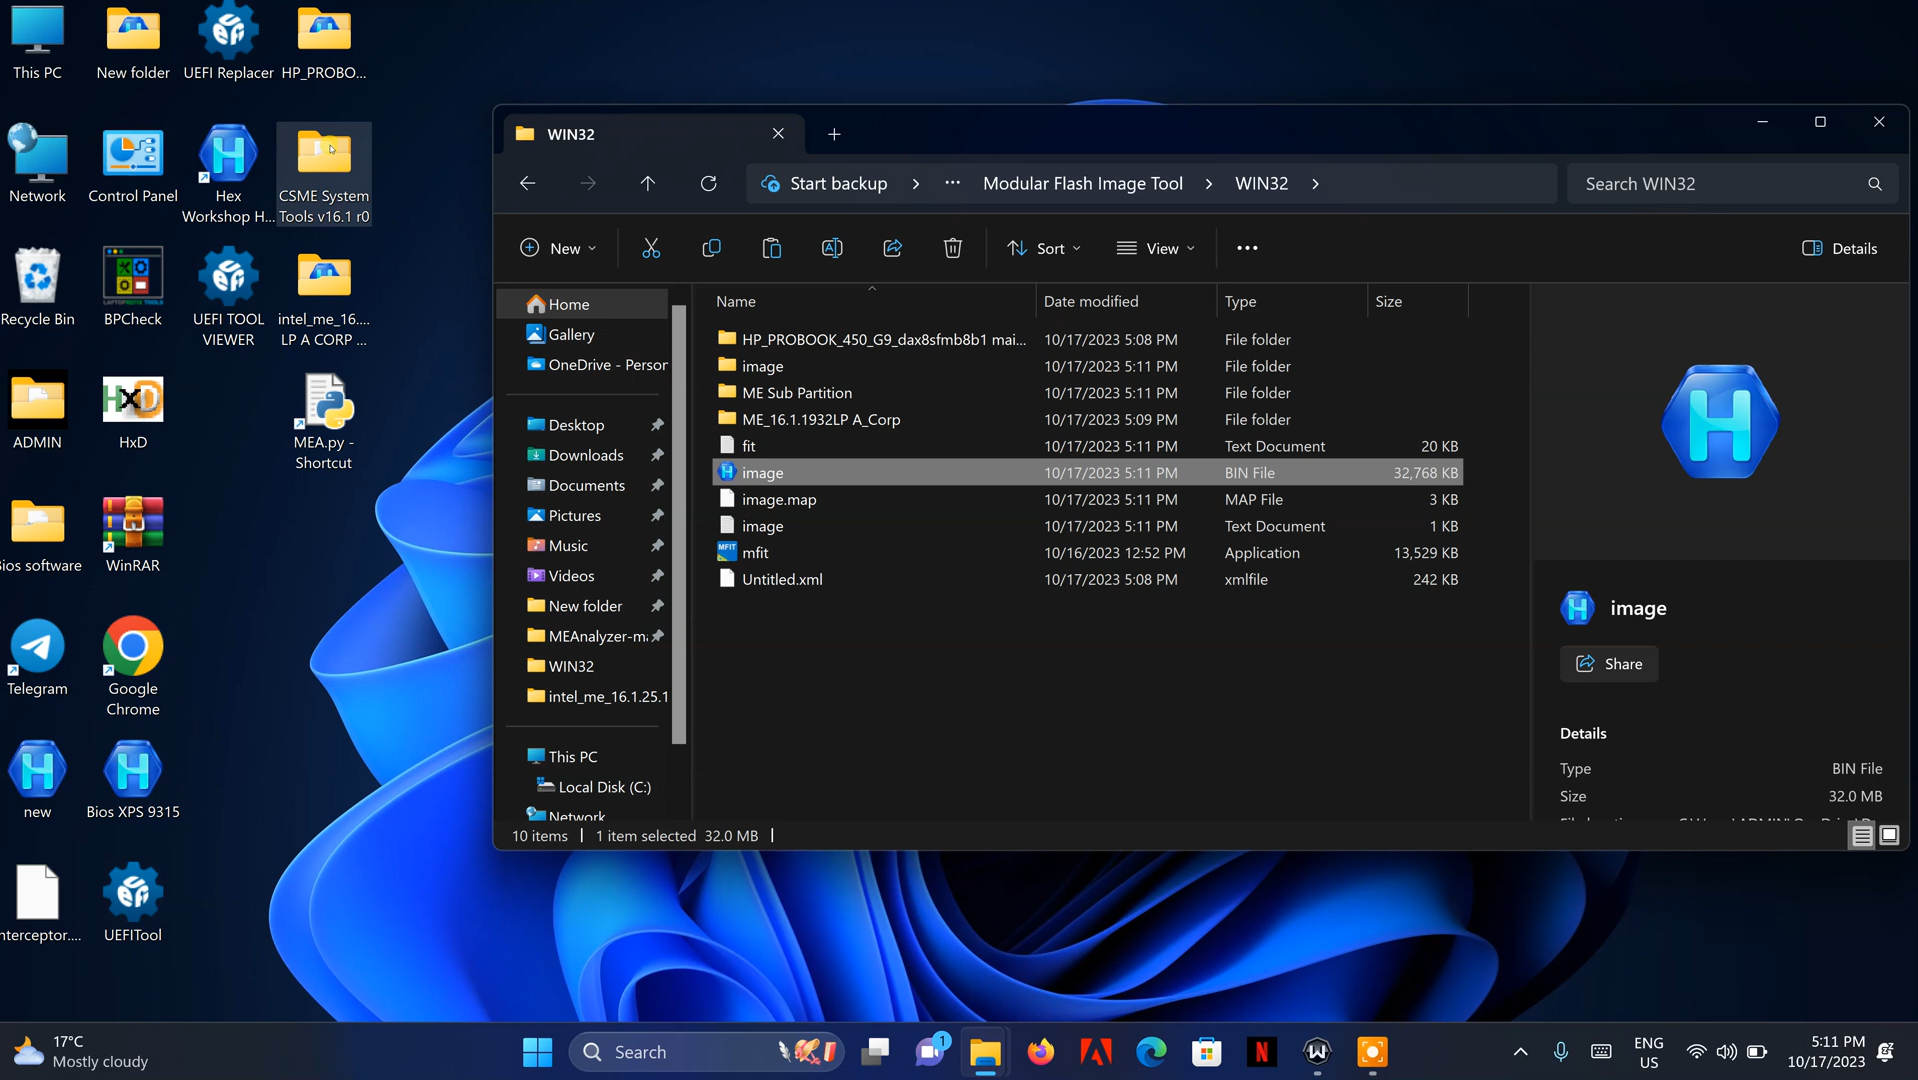 This PC
New folder
UEFI Replacer
HP_PROBO...
Network
Control Panel
Hex
Workshop H...
CSME System
Tools v16.1 r0
Recycle Bin
BPCheck
UEFI TOOL
VIEWER
intel_me_16....
LP A CORP ...
ADMIN
HxD
MEA.py -
Shortcut
Bios software
WinRAR
Telegram
Google
Chrome
new
Bios XPS 9315
nterceptor....
UEFITool
WIN32
Start backup
Modular Flash Image Tool
WIN32
Search WIN32
New
Sort
View
Details
Home
Gallery
OneDrive - Person
Desktop
Downloads
Documents
Pictures
Music
Videos
New folder
MEAnalyzer-ma
WIN32
intel_me_16.1.25.1
This PC
Local Disk (C:)
Network
Name Date modified Type Size
HP_PROBOOK_450_G9_dax8sfmb8b1 mai... 10/17/2023 5:08 PM File folder
image 10/17/2023 5:11 PM File folder
ME Sub Partition 10/17/2023 5:11 PM File folder
ME_16.1.1932LP A_Corp 10/17/2023 5:09 PM File folder
fit 10/17/2023 5:11 PM Text Document 20 KB
image 10/17/2023 5:11 PM BIN File 32,768 KB
image.map 10/17/2023 5:11 PM MAP File 3 KB
image 10/17/2023 5:11 PM Text Document 1 KB
mfit 10/16/2023 12:52 PM Application 13,529 KB
Untitled.xml 10/17/2023 5:08 PM xmlfile 242 KB
image
Share
Details
Type BIN File
Size 32.0 MB
10 items 1 item selected 32.0 MB
17°C
Mostly cloudy
Search
1
ENG
US
5:11 PM
10/17/2023